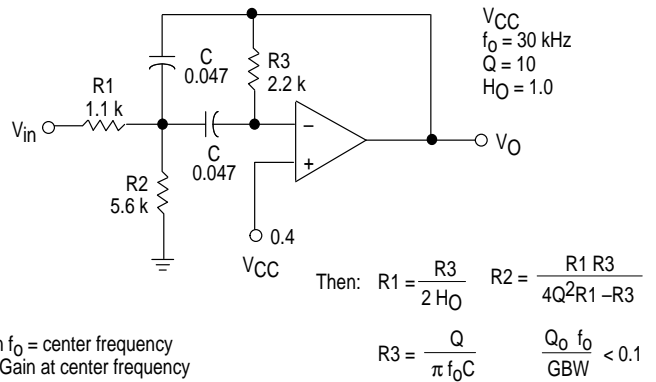 VCC
fo = 30 kHz
Q = 10
HO = 1.0
C
0.047
R3
2.2 k
R1
1.1 k
Vin
C
0.047
R2
5.6 k
−
+
VO
0.4
VCC
Then: R1 = R3 / 2 HO
R2 = R1 R3 / 4Q²R1 −R3
fo = center frequency
Gain at center frequency
R3 = Q / π foC
Qo fo / GBW < 0.1